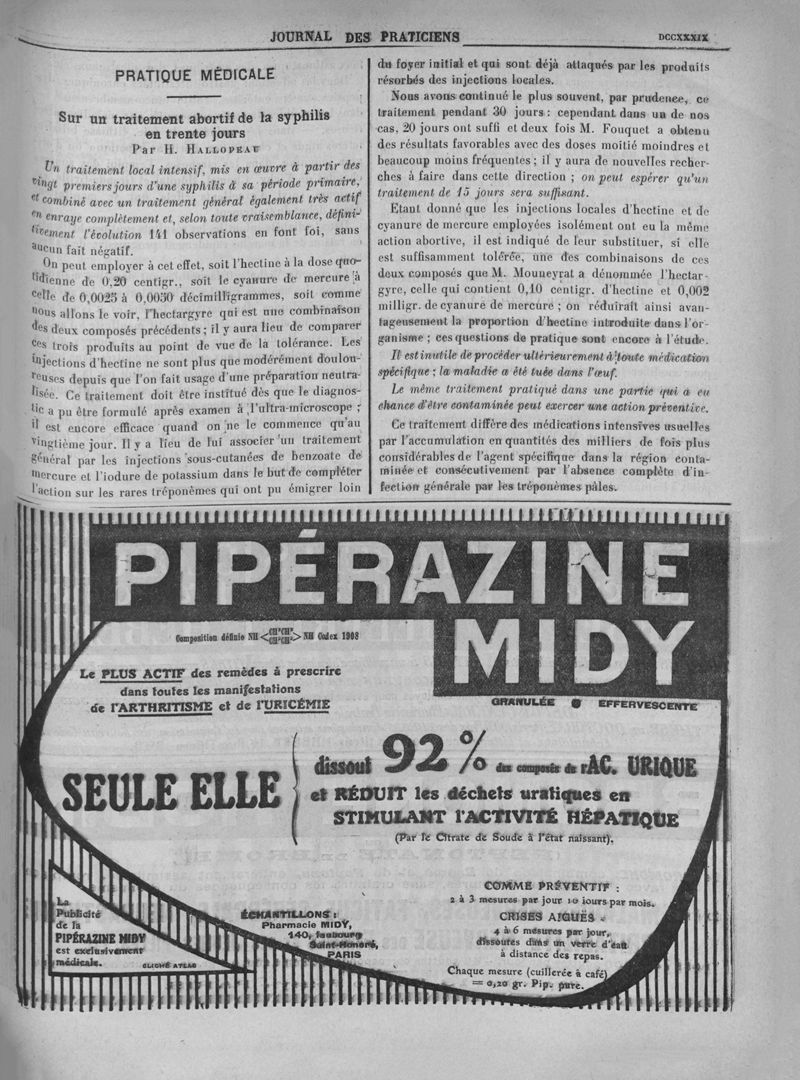 JOURNAL DES PRATICIENS
DCCXXXIX
PRATIQUE MÉDICALE
Sur un traitement abortif de la syphilis
en trente jours
Par H. HALLOPEAU
Un traitement local intensif, mis en œuvre à partir des
vingt premiers jours d'une syphilis à sa période primaire,
et combiné avec un traitement général également très actif
en enraye complètement et, selon toute vraisemblance, défini-
tivement l'évolution 141 observations en font foi, sans
aucun fait négatif.
On peut employer à cet effet, soit l'hectine à la dose quo-
tidienne de 0,20 centigr., soit le cyanure de mercure à
celle de 0,0025 à 0,0050 décimilligrammes, soit comme
nous allons le voir, l'hectargyre qui est une combinaison
des deux composés précédents ; il y aura lieu de comparer
ces trois produits au point de vue de la tolérance. Les
injections d'hectine ne sont plus que modérément doulou-
reuses depuis que l'on fait usage d'une préparation neutra-
lisée. Ce traitement doit être institué dès que le diagnos-
tic a pu être formulé après examen à l'ultra-microscope ;
il est encore efficace quand on ne le commence qu'au
vingtième jour. Il y a lieu de lui associer un traitement
général par les injections sous-cutanées de benzoate de
mercure et l'iodure de potassium dans le but de compléter
l'action sur les rares tréponèmes qui ont pu émigrer loin
du foyer initial et qui sont déjà attaqués par les produits
résorbés des injections locales.
Nous avons continué le plus souvent, par prudence, ce
traitement pendant 30 jours : cependant dans un de nos
cas, 20 jours ont suffi et deux fois M. Fouquet a obtenu
des résultats favorables avec des doses moitié moindres et
beaucoup moins fréquentes ; il y aura de nouvelles recher-
ches à faire dans cette direction ; on peut espérer qu'un
traitement de 15 jours sera suffisant.
Etant donné que les injections locales d'hectine et de
cyanure de mercure employées isolément ont eu la même
action abortive, il est indiqué de leur substituer, si elle
est suffisamment tolérée, une des combinaisons de ces
deux composés que M. Mouneyrat a dénommée l'hectar-
gyre, celle qui contient 0,10 centigr. d'hectine et 0,002
milligr. de cyanure de mercure ; on réduirait ainsi avan-
tageusement la proportion d'hectine introduite dans l'or-
ganisme ; ces questions de pratique sont encore à l'étude.
Il est inutile de procéder ultérieurement à toute médication
spécifique ; la maladie a été tuée dans l'œuf.
Le même traitement pratiqué dans une partie qui a eu
chance d'être contaminée peut exercer une action préventive.
Ce traitement diffère des médications intensives usuelles
par l'accumulation en quantités des milliers de fois plus
considérables de l'agent spécifique dans la région conta-
minée et consécutivement par l'absence complète d'in-
fection générale par les tréponèmes pâles.
PIPÉRAZINE
MIDY
Composition définie NH<CH²CH² CH²CH²>NH Codex 1908
GRANULÉE ● EFFERVESCENTE
Le PLUS ACTIF des remèdes à prescrire
dans toutes les manifestations
de l'ARTHRITISME et de l'URICÉMIE
SEULE ELLE
dissout 92% des composés de l'AC. URIQUE
et RÉDUIT les déchets uratiques en
STIMULANT l'ACTIVITÉ HÉPATIQUE
(Par le Citrate de Soude à l'état naissant).
La
Publicité
de la
PIPÉRAZINE MIDY
est exclusivement
médicale.
CLICHÉ ATLAS
ÉCHANTILLONS :
Pharmacie MIDY,
140, faubourg
Saint-Honoré,
PARIS
COMME PRÉVENTIF :
2 à 3 mesures par jour 10 jours par mois.
CRISES AIGUËS :
4 à 6 mesures par jour,
dissoutes dans un verre d'eau
à distance des repas.
Chaque mesure (cuillerée à café)
= 0,20 gr. Pip. pure.